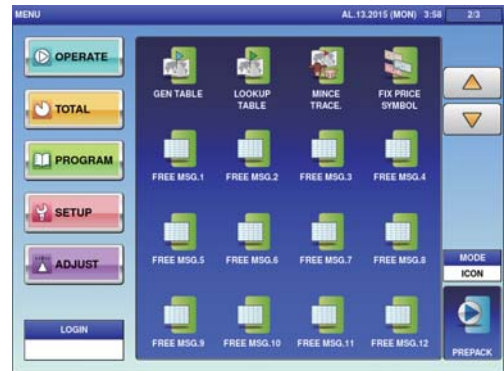 MENU AL.13.2015 (MON) 3:58 2/3
OPERATE
TOTAL
PROGRAM
SETUP
ADJUST
LOGIN
GEN TABLE
LOOKUP
TABLE
MINCE
TRACE.
FIX PRICE
SYMBOL
FREE MSG.1 FREE MSG.2 FREE MSG.3 FREE MSG.4
FREE MSG.5 FREE MSG.6 FREE MSG.7 FREE MSG.8
FREE MSG.9 FREE MSG.10 FREE MSG.11 FREE MSG.12
MODE
ICON
PREPACK